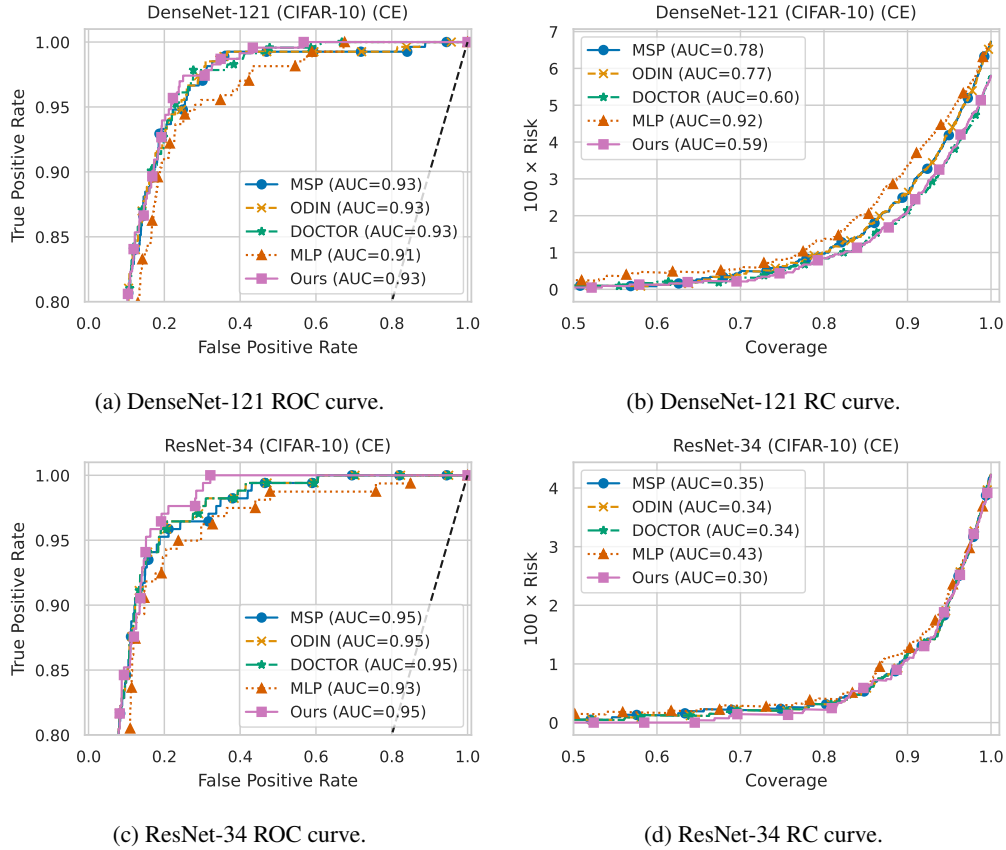 DenseNet-121 (CIFAR-10) (CE)
True Positive Rate
1.00
0.95
0.90
0.85
0.80
MSP (AUC=0.93)
ODIN (AUC=0.93)
DOCTOR (AUC=0.93)
MLP (AUC=0.91)
Ours (AUC=0.93)
0.0 0.2 0.4 0.6 0.8 1.0
False Positive Rate
(a) DenseNet-121 ROC curve.
DenseNet-121 (CIFAR-10) (CE)
100 × Risk
7
6
5
4
3
2
1
0
MSP (AUC=0.78)
ODIN (AUC=0.77)
DOCTOR (AUC=0.60)
MLP (AUC=0.92)
Ours (AUC=0.59)
0.5 0.6 0.7 0.8 0.9 1.0
Coverage
(b) DenseNet-121 RC curve.
ResNet-34 (CIFAR-10) (CE)
True Positive Rate
1.00
0.95
0.90
0.85
0.80
MSP (AUC=0.95)
ODIN (AUC=0.95)
DOCTOR (AUC=0.95)
MLP (AUC=0.93)
Ours (AUC=0.95)
0.0 0.2 0.4 0.6 0.8 1.0
False Positive Rate
(c) ResNet-34 ROC curve.
ResNet-34 (CIFAR-10) (CE)
100 × Risk
4
3
2
1
0
MSP (AUC=0.35)
ODIN (AUC=0.34)
DOCTOR (AUC=0.34)
MLP (AUC=0.43)
Ours (AUC=0.30)
0.5 0.6 0.7 0.8 0.9 1.0
Coverage
(d) ResNet-34 RC curve.